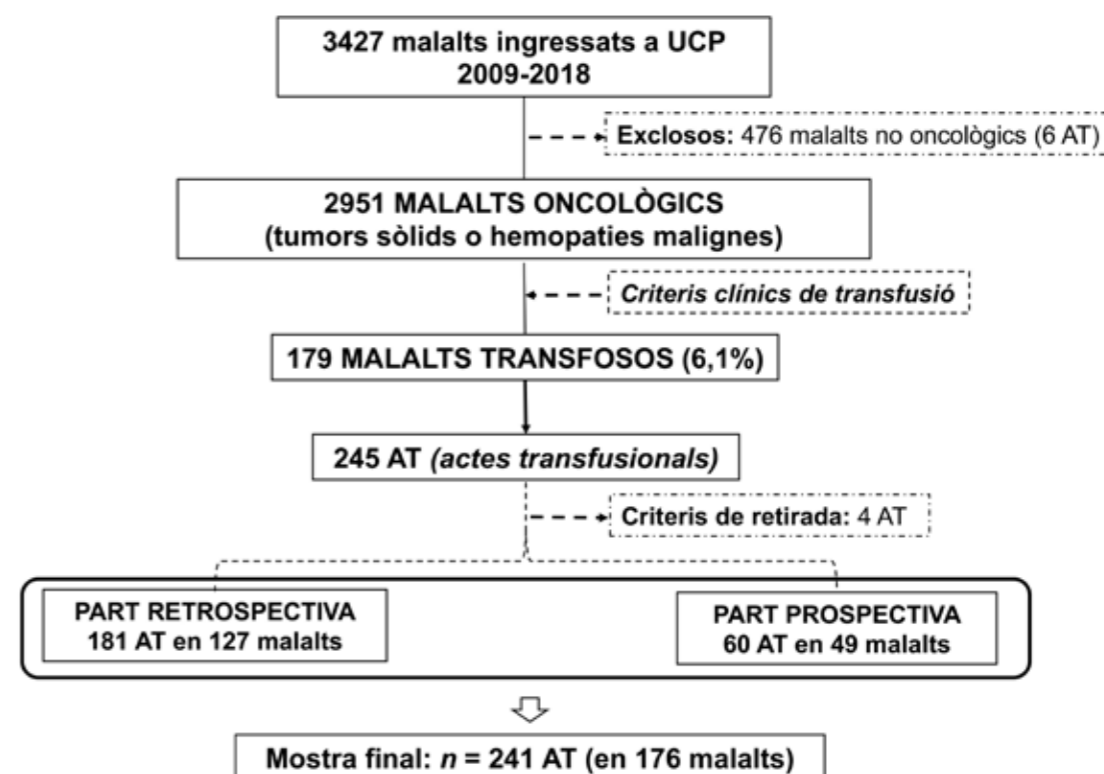 3427 malalts ingressats a UCP
2009-2018
Exclosos: 476 malalts no oncològics (6 AT)
2951 MALALTS ONCOLÒGICS
(tumors sòlids o hemopaties malignes)
Criteris clínics de transfusió
179 MALALTS TRANSFOSOS (6,1%)
245 AT (actes transfusionals)
Criteris de retirada: 4 AT
PART RETROSPECTIVA
181 AT en 127 malalts
PART PROSPECTIVA
60 AT en 49 malalts
Mostra final: n = 241 AT (en 176 malalts)